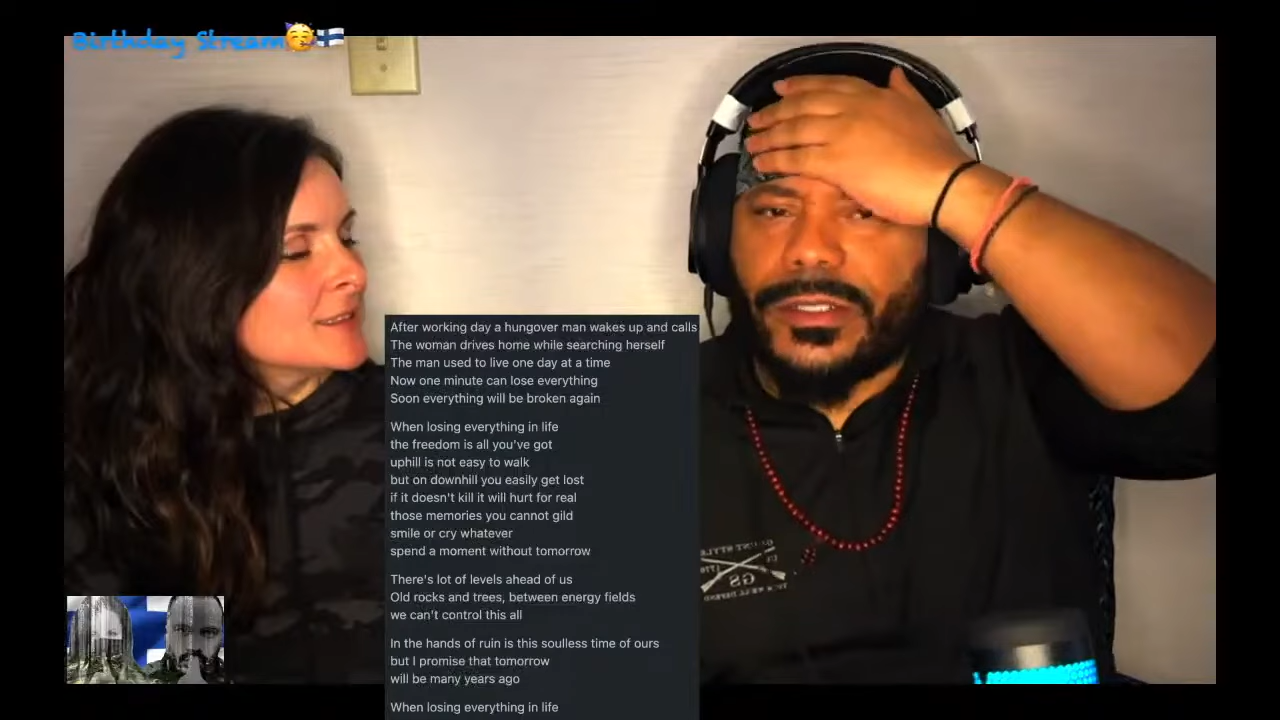 Birthday Stream🥳🇫🇮
After working day a hungover man wakes up and calls
The woman drives home while searching herself
The man used to live one day at a time
Now one minute can lose everything
Soon everything will be broken again
When losing everything in life
the freedom is all you've got
uphill is not easy to walk
but on downhill you easily get lost
if it doesn't kill it will hurt for real
those memories you cannot gild
smile or cry whatever
spend a moment without tomorrow
There's lot of levels ahead of us
Old rocks and trees, between energy fields
we can't control this all
In the hands of ruin is this soulless time of ours
but I promise that tomorrow
will be many years ago
When losing everything in life
GS